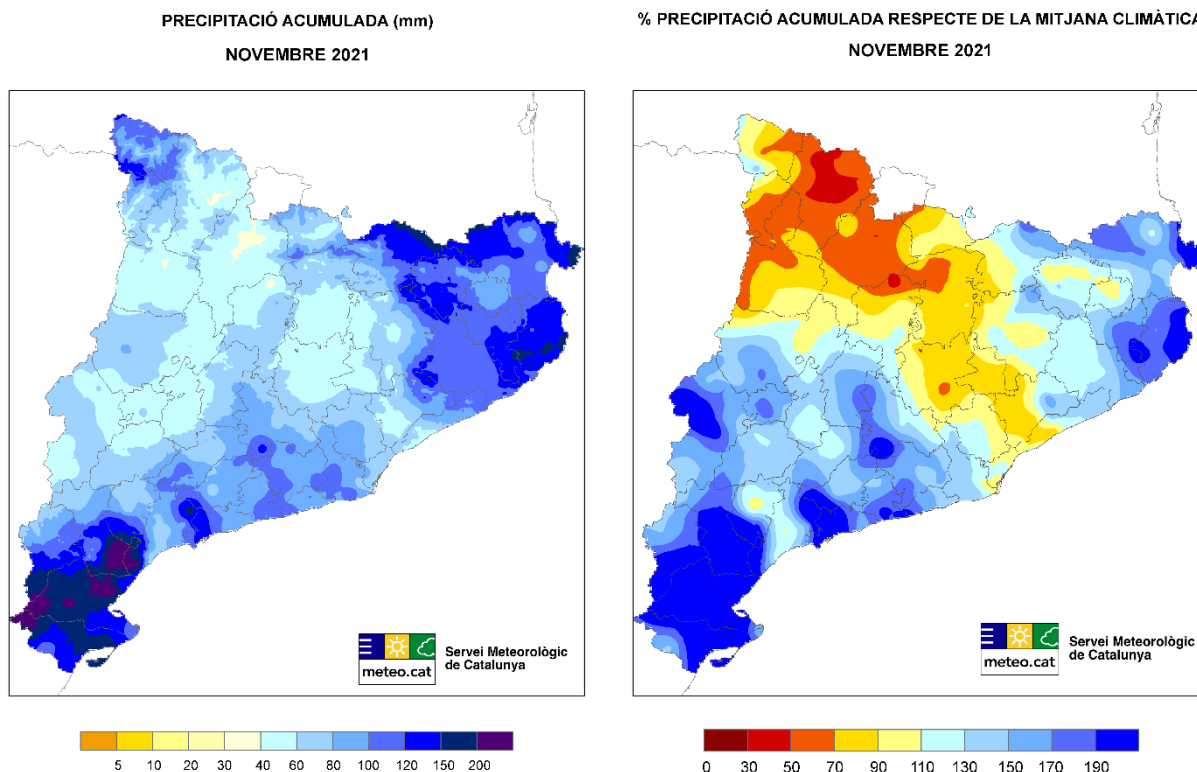 PRECIPITACIÓ ACUMULADA (mm)
NOVEMBRE 2021
Servei Meteorològic
de Catalunya
meteo.cat
5 10 20 30 40 60 80 100 120 150 200
% PRECIPITACIÓ ACUMULADA RESPECTE DE LA MITJANA CLIMÀTICA
NOVEMBRE 2021
Servei Meteorològic
de Catalunya
meteo.cat
0 30 50 70 90 110 130 150 170 190